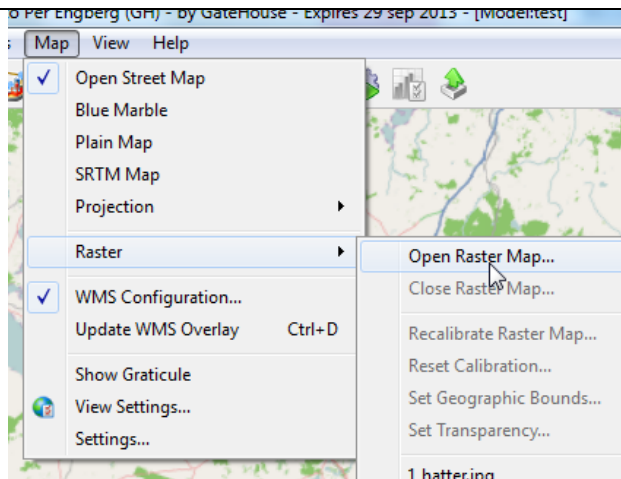 o Per Engberg (GH) - by GateHouse - Expires 29 sep 2013 - [Model:test]
Map View Help
Open Street Map
Blue Marble
Plain Map
SRTM Map
Projection
Raster
WMS Configuration...
Update WMS Overlay Ctrl+D
Show Graticule
View Settings...
Settings...
Open Raster Map...
Close Raster Map...
Recalibrate Raster Map...
Reset Calibration...
Set Geographic Bounds...
Set Transparency...
1 hatter.jpg